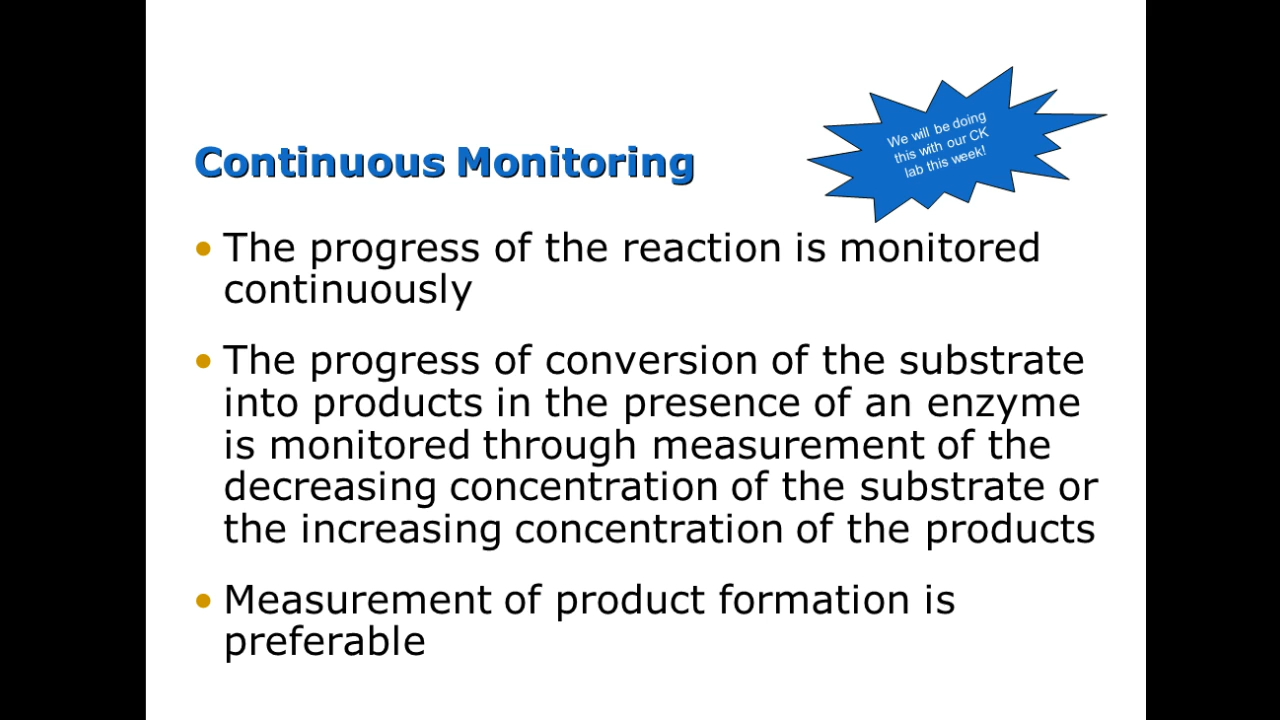 We will be doing
this with our CK
lab this week!
Continuous Monitoring
• The progress of the reaction is monitored
continuously
• The progress of conversion of the substrate
into products in the presence of an enzyme
is monitored through measurement of the
decreasing concentration of the substrate or
the increasing concentration of the products
• Measurement of product formation is
preferable